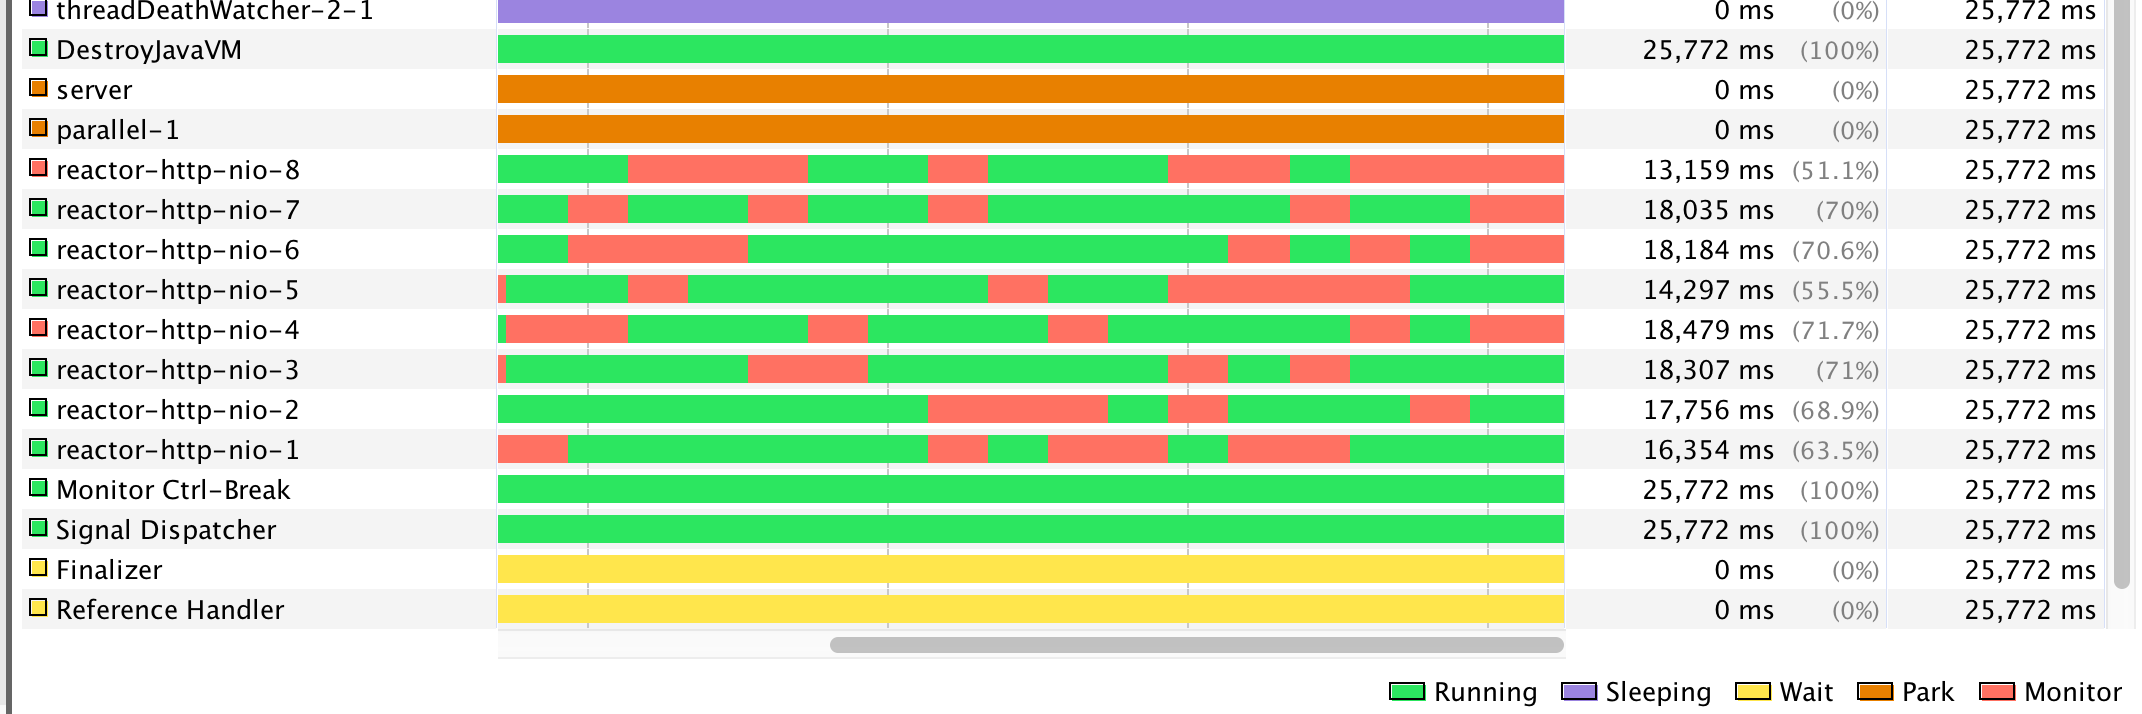 threadDeathWatcher-2-1 0 ms (0%) 25,772 ms
DestroyJavaVM 25,772 ms (100%) 25,772 ms
server 0 ms (0%) 25,772 ms
parallel-1 0 ms (0%) 25,772 ms
reactor-http-nio-8 13,159 ms (51.1%) 25,772 ms
reactor-http-nio-7 18,035 ms (70%) 25,772 ms
reactor-http-nio-6 18,184 ms (70.6%) 25,772 ms
reactor-http-nio-5 14,297 ms (55.5%) 25,772 ms
reactor-http-nio-4 18,479 ms (71.7%) 25,772 ms
reactor-http-nio-3 18,307 ms (71%) 25,772 ms
reactor-http-nio-2 17,756 ms (68.9%) 25,772 ms
reactor-http-nio-1 16,354 ms (63.5%) 25,772 ms
Monitor Ctrl-Break 25,772 ms (100%) 25,772 ms
Signal Dispatcher 25,772 ms (100%) 25,772 ms
Finalizer 0 ms (0%) 25,772 ms
Reference Handler 0 ms (0%) 25,772 ms
Running Sleeping Wait Park Monitor